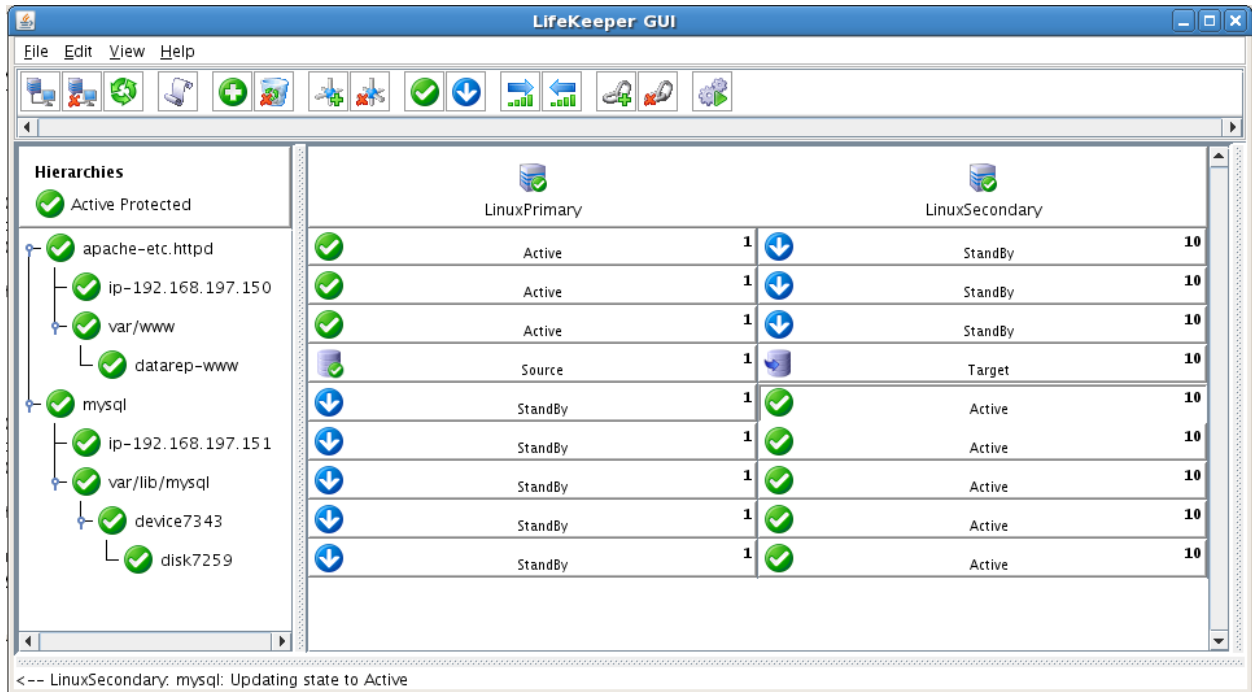 LifeKeeper GUI
File Edit View Help
Hierarchies
Active Protected
LinuxPrimary
LinuxSecondary
apache-etc.httpd
Active 1
StandBy 10
ip-192.168.197.150
Active 1
StandBy 10
var/www
Active 1
StandBy 10
datarep-www
Source 1
Target 10
mysql
StandBy 1
Active 10
ip-192.168.197.151
StandBy 1
Active 10
var/lib/mysql
StandBy 1
Active 10
device7343
StandBy 1
Active 10
disk7259
StandBy 1
Active 10
<-- LinuxSecondary: mysql: Updating state to Active